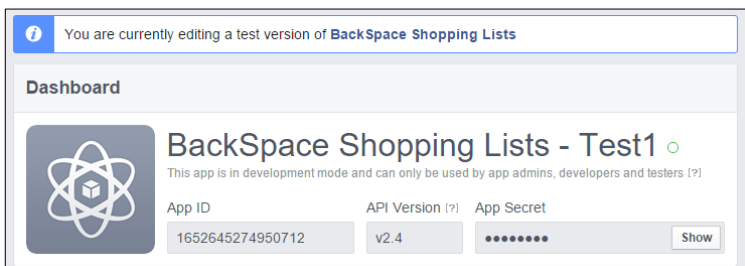 You are currently editing a test version of BackSpace Shopping Lists
Dashboard
BackSpace Shopping Lists - Test1
This app is in development mode and can only be used by app admins, developers and testers [?]
App ID API Version [?] App Secret
1652645274950712 v2.4 ●●●●●●●● Show